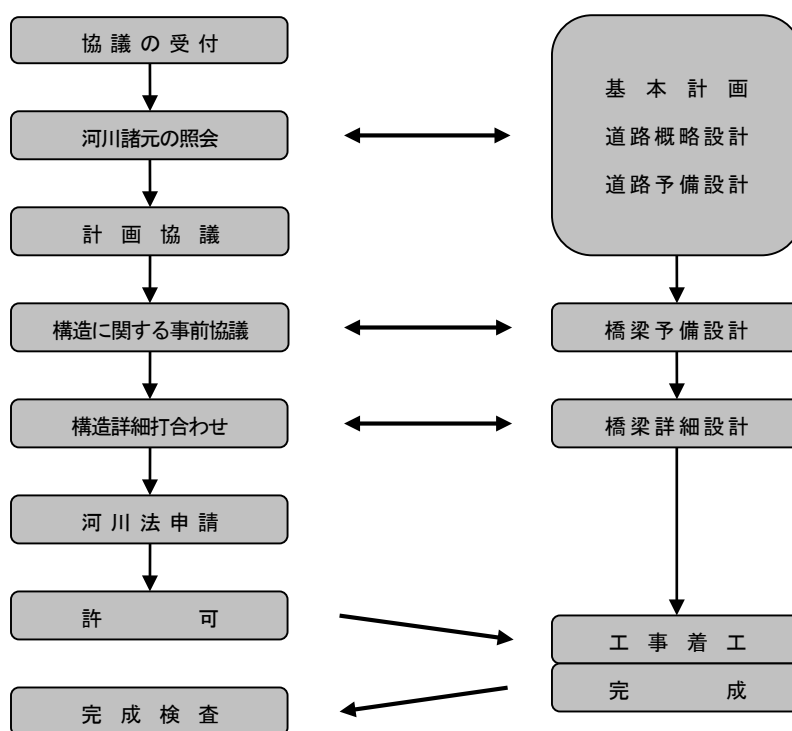 協議の受付
河川諸元の照会
計画協議
構造に関する事前協議
構造詳細打合わせ
河川法申請
許可
完成検査
基本計画
道路概略設計
道路予備設計
橋梁予備設計
橋梁詳細設計
工事着工
完成